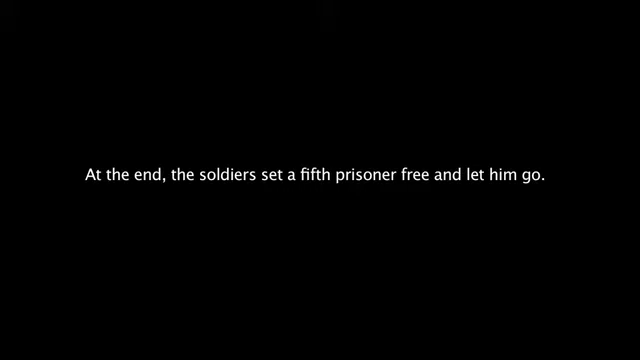 At the end, the soldiers set a fifth prisoner free and let him go.